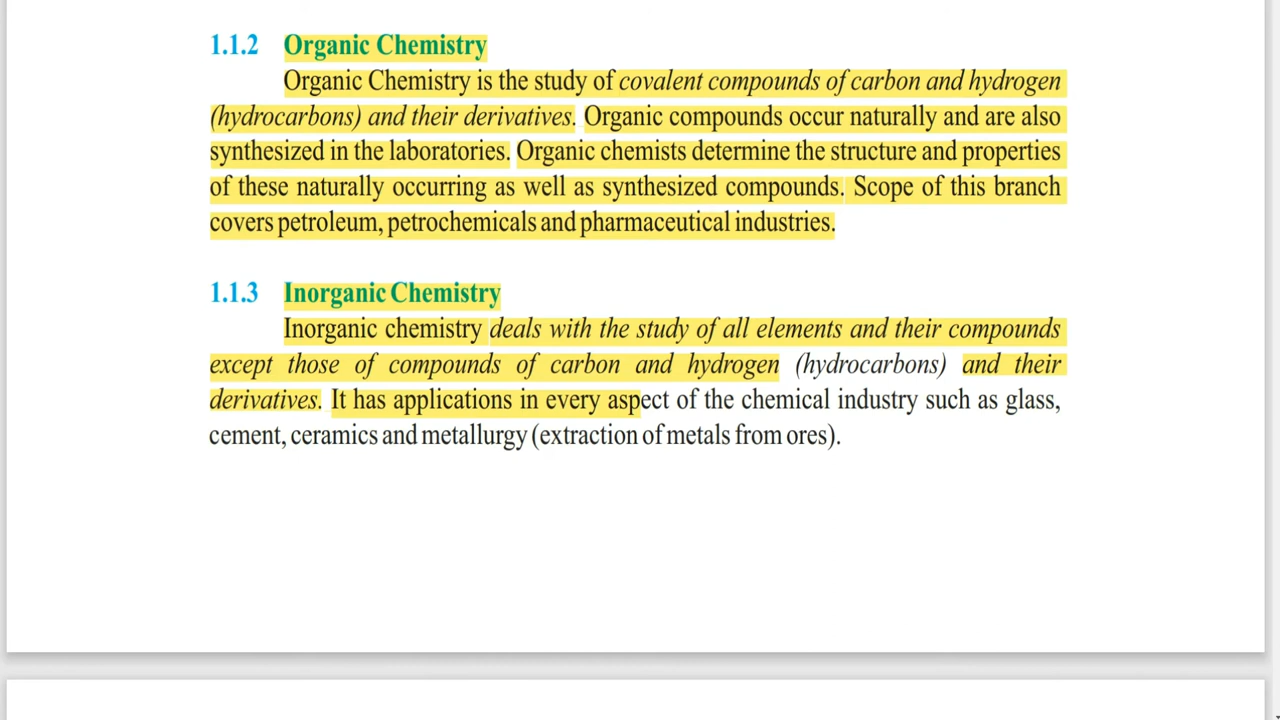 1.1.2 Organic Chemistry
Organic Chemistry is the study of covalent compounds of carbon and hydrogen
(hydrocarbons) and their derivatives. Organic compounds occur naturally and are also
synthesized in the laboratories. Organic chemists determine the structure and properties
of these naturally occurring as well as synthesized compounds. Scope of this branch
covers petroleum, petrochemicals and pharmaceutical industries.
1.1.3 Inorganic Chemistry
Inorganic chemistry deals with the study of all elements and their compounds
except those of compounds of carbon and hydrogen (hydrocarbons) and their
derivatives. It has applications in every aspect of the chemical industry such as glass,
cement, ceramics and metallurgy (extraction of metals from ores).